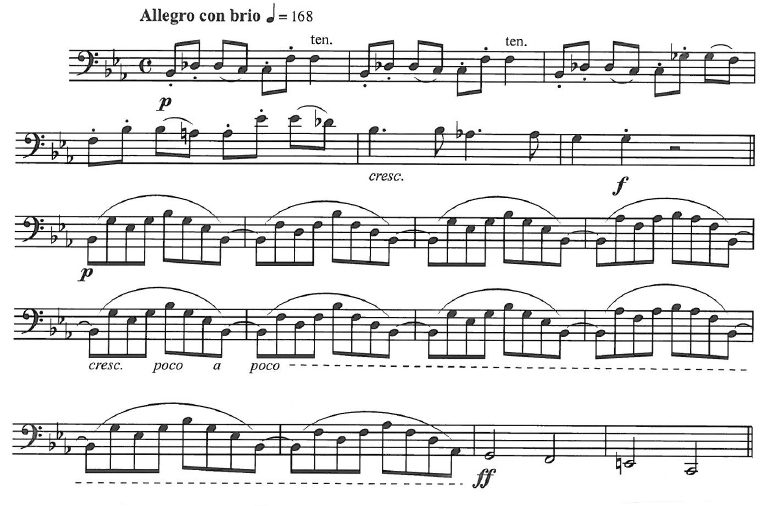 Allegro con brio ♩ = 168
ten. ten.
p
cresc.
f
p
cresc. poco a poco
ff